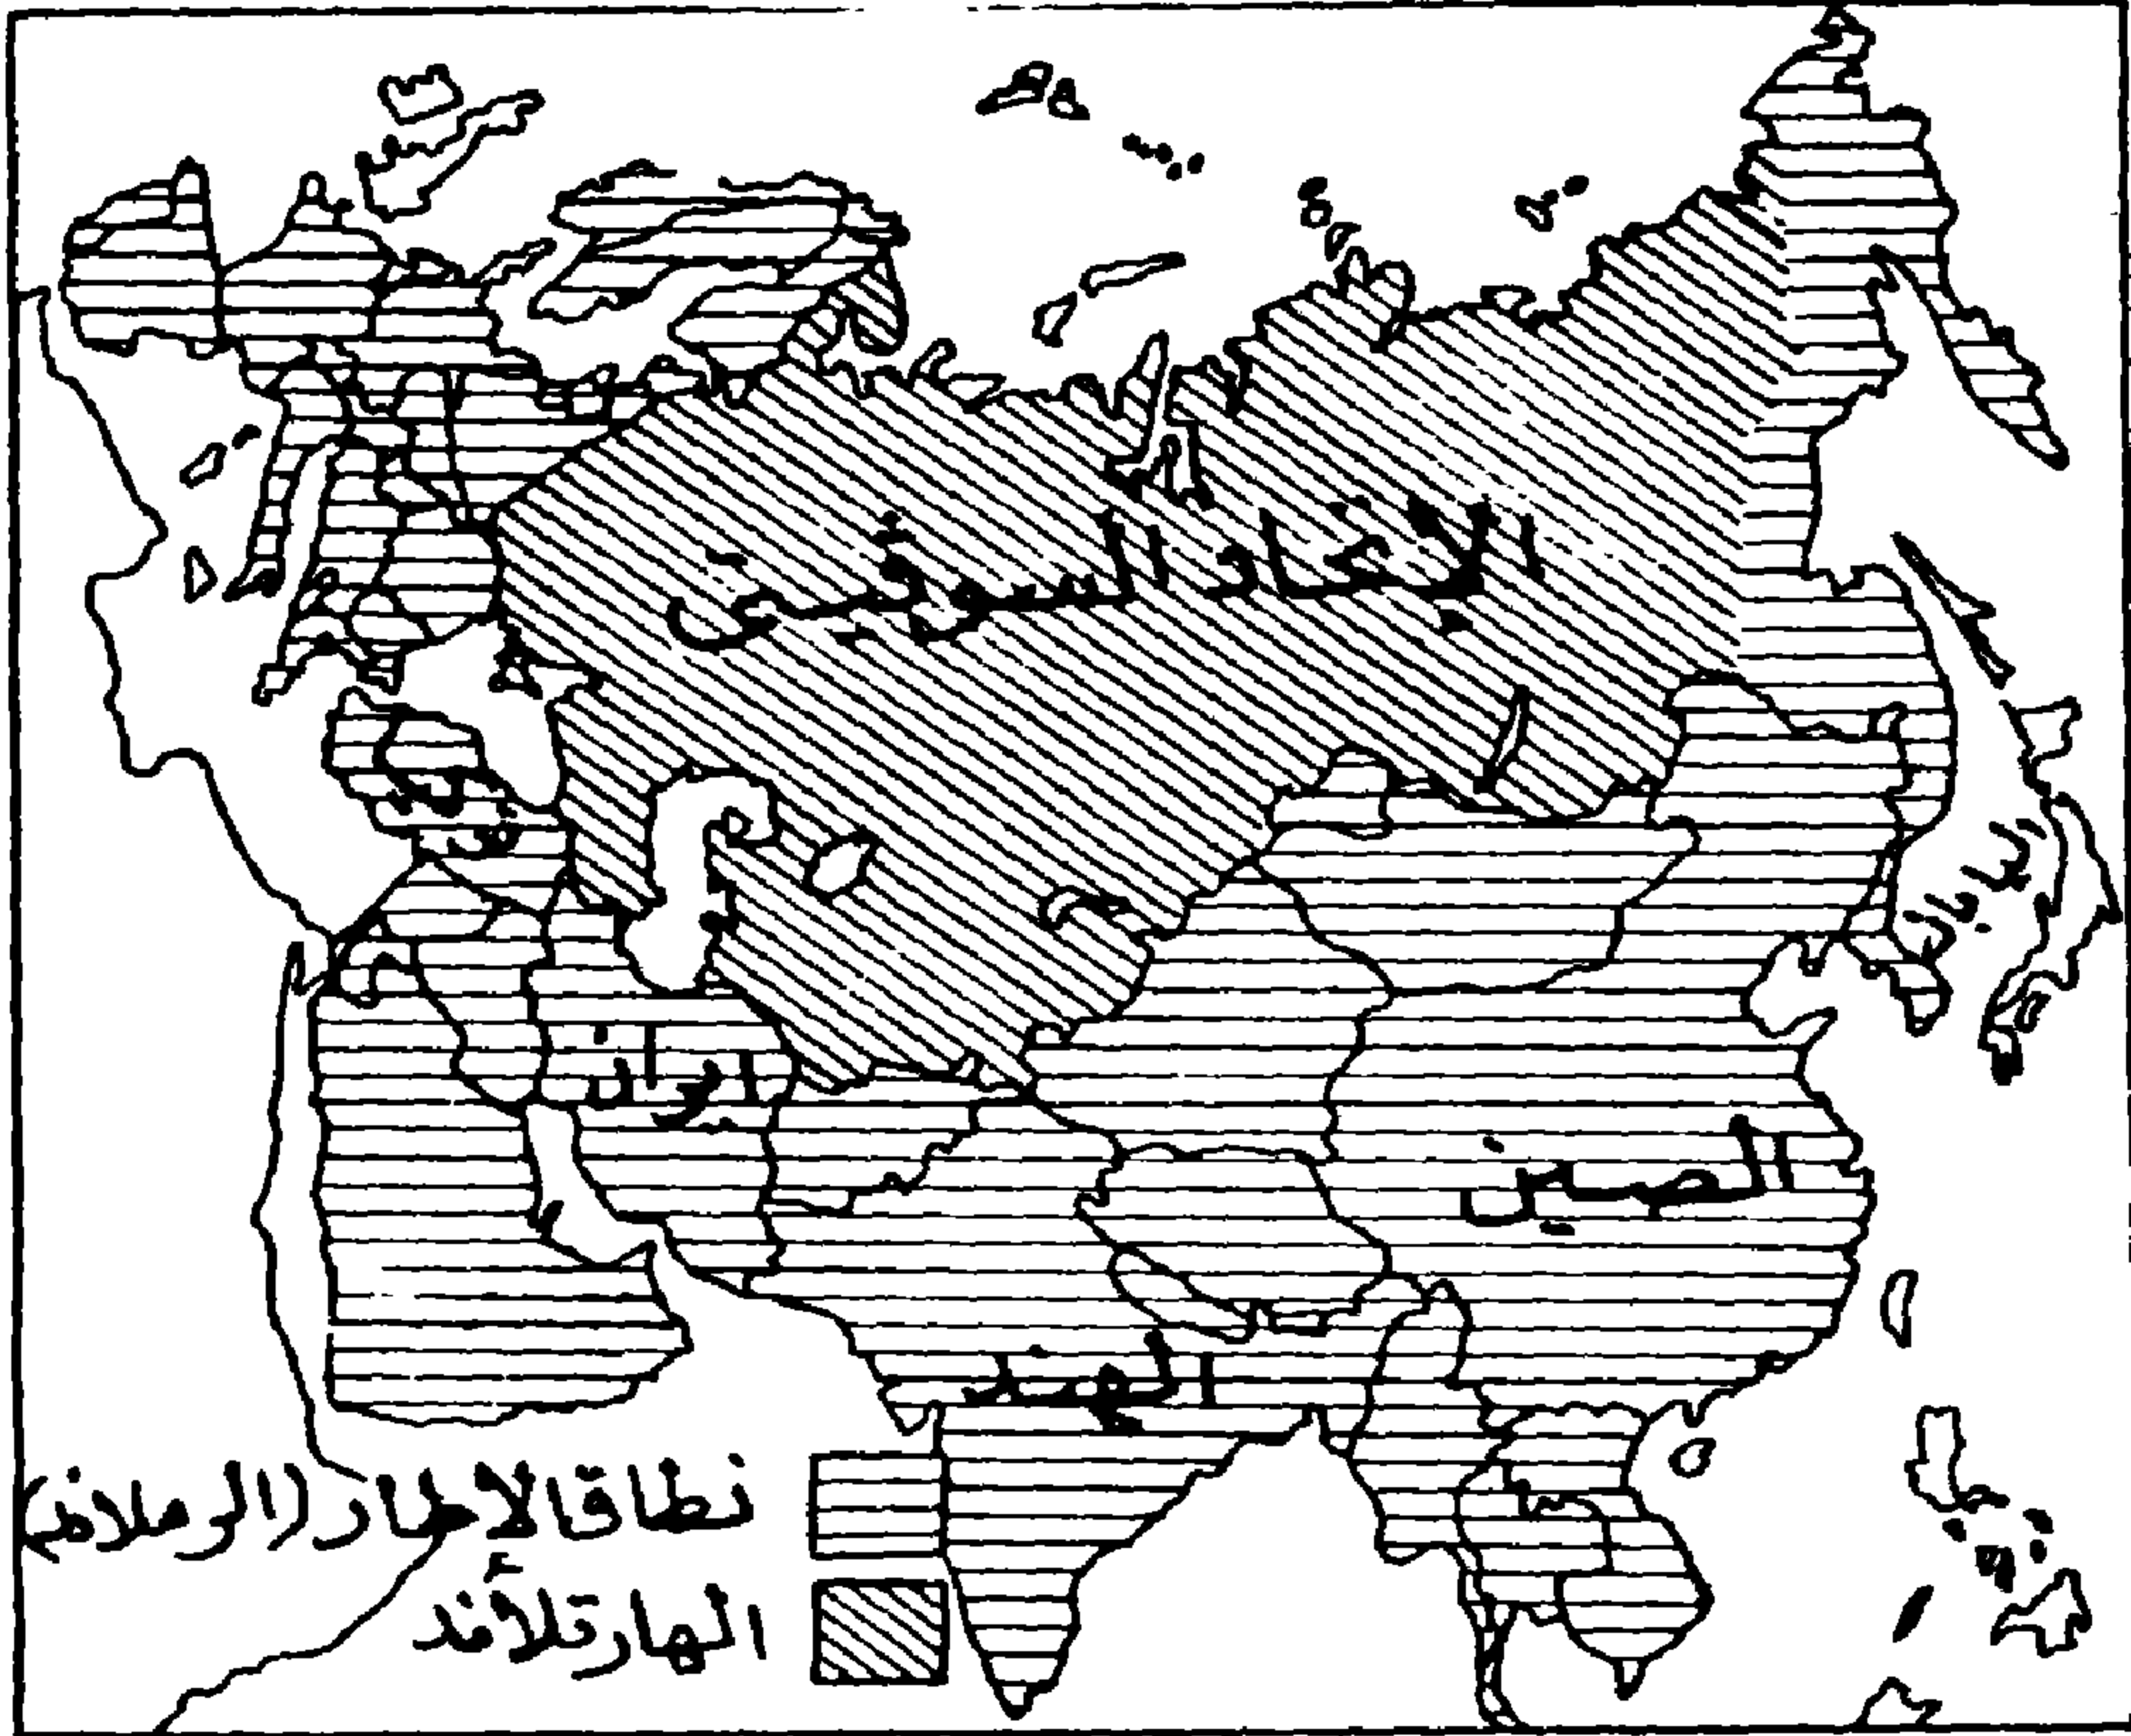 الاتحاد السوفيتي
اليابان
إيران
الصين
الهند
نطاق الإطار (الرملاند)
الهارتلاند